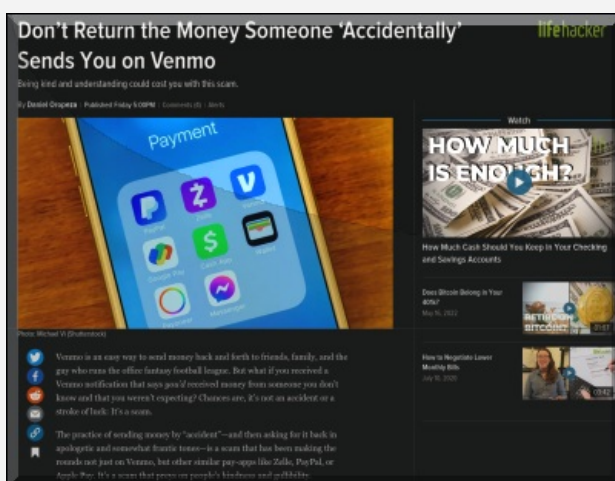 Don't Return the Money Someone 'Accidentally'
Sends You on Venmo
lifehacker
Being kind and understanding could cost you with this scam.
By Daniel Oropeza | Published Friday 5:00PM | Comments (6) | Alerts
Watch
Payment
PayPal
Zelle
Venmo
Google Pay
Cash App
Wallet
Payoneer
Messenger
HOW MUCH
IS ENOUGH?
How Much Cash Should You Keep In Your Checking
and Savings Accounts
Does Bitcoin Belong in Your
401k?
May 16, 2022
BITCOIN?
How to Negotiate Lower
Monthly Bills
Photo: Michael Vi (Shutterstock)
Venmo is an easy way to send money back and forth to friends, family, and the
guy who runs the office fantasy football league. But what if you received a
Venmo notification that says you'd received money from someone you don't
know and that you weren't expecting? Chances are, it's not an accident or a
stroke of luck: It's a scam.
The practice of sending money by "accident"—and then asking for it back in
apologetic and somewhat frantic tones—is a scam that has been making the
rounds not just on Venmo, but other similar pay-apps like Zelle, PayPal, or
Apple Pay. It's a scam that preys on people's kindness and gullibility.